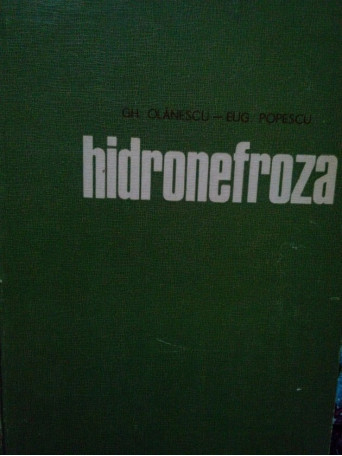 GH. OLĂNESCU – EUG. POPESCU
hidronefroza